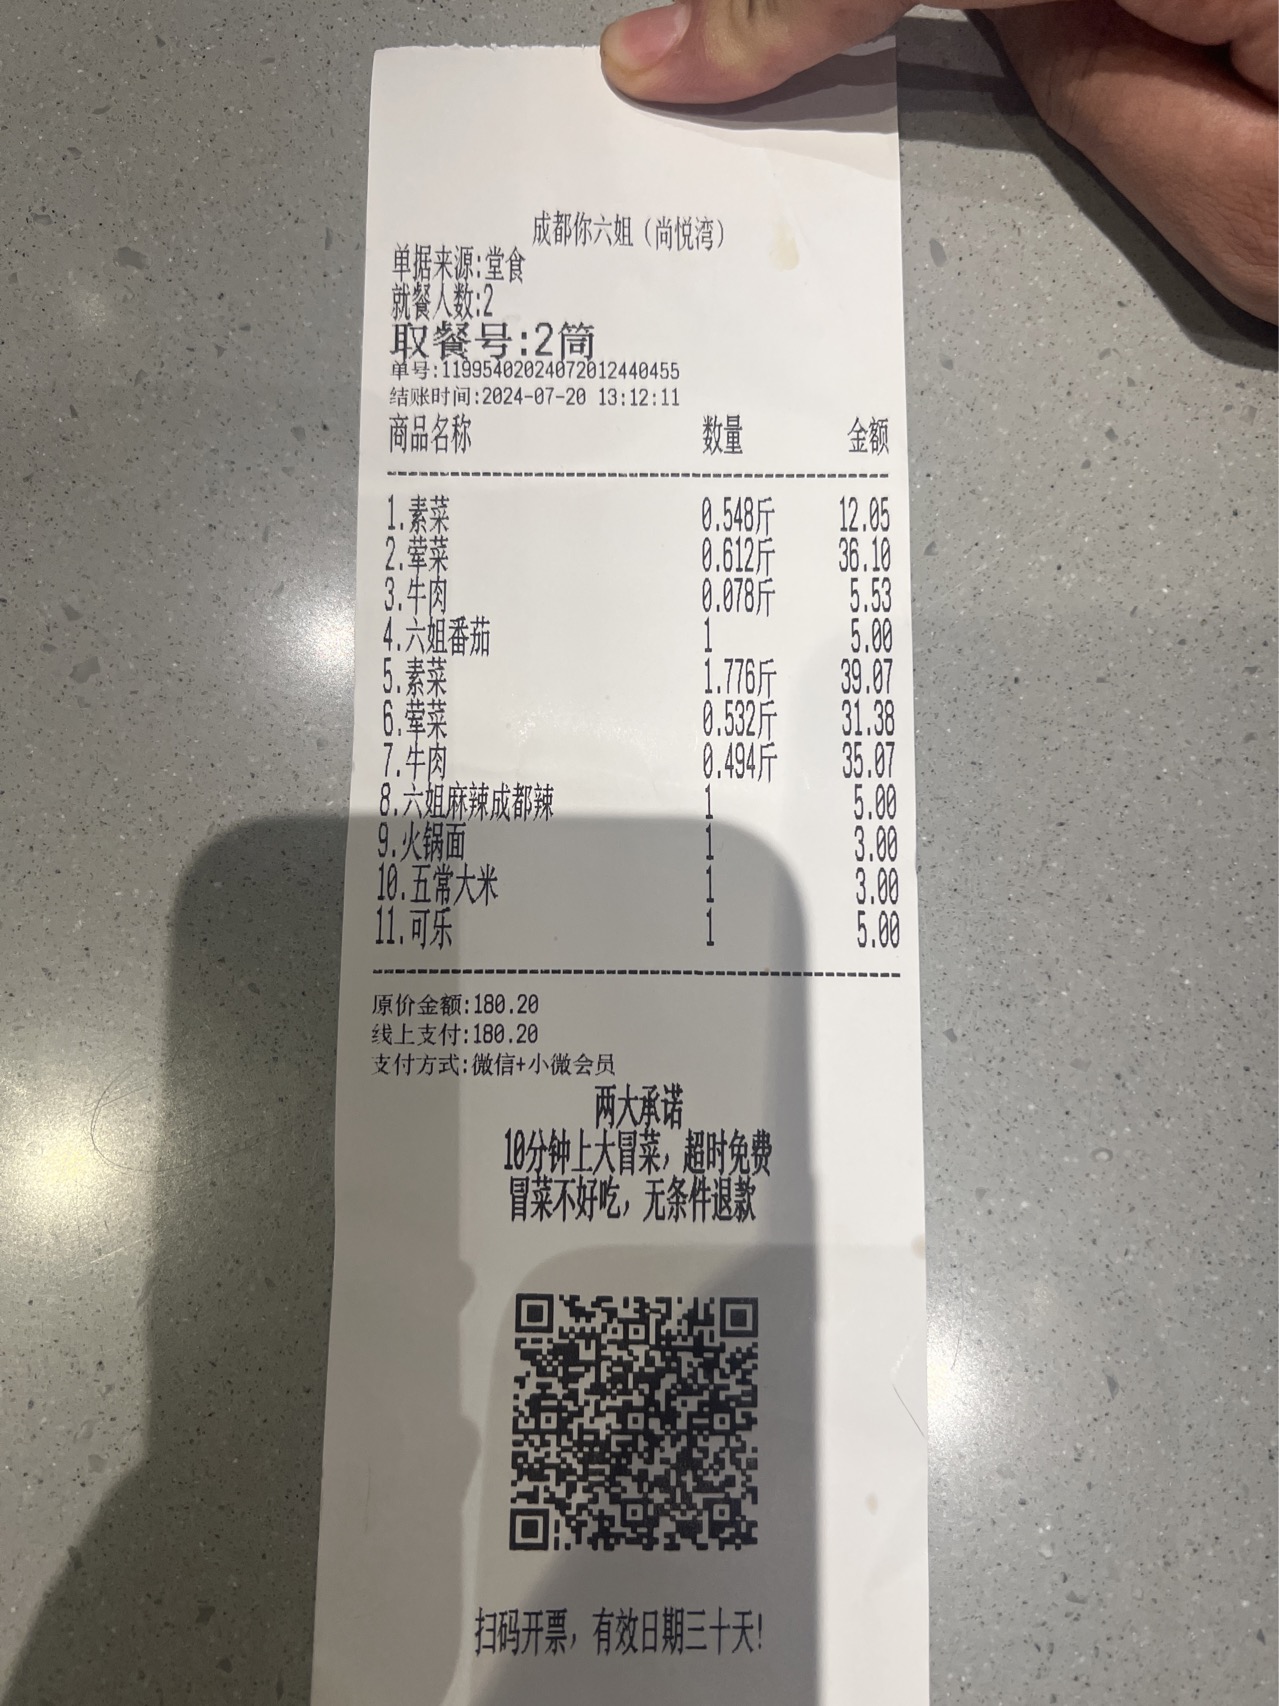 成都你六姐（尚悦湾）
单据来源:堂食
就餐人数:2
取餐号:2筒
单号:11995402024072012440455
结账时间:2024-07-20 13:12:11
商品名称 数量 金额
1.素菜 0.548斤 12.05
2.荤菜 0.612斤 36.10
3.牛肉 0.078斤 5.53
4.六姐番茄 1 5.00
5.素菜 1.776斤 39.07
6.荤菜 0.532斤 31.38
7.牛肉 0.494斤 35.07
8.六姐麻辣成都辣 1 5.00
9.火锅面 1 3.00
10.五常大米 1 3.00
11.可乐 1 5.00
原价金额:180.20
线上支付:180.20
支付方式:微信+小微会员
两大承诺
10分钟上大冒菜，超时免费
冒菜不好吃，无条件退款
扫码开票，有效日期三十天!